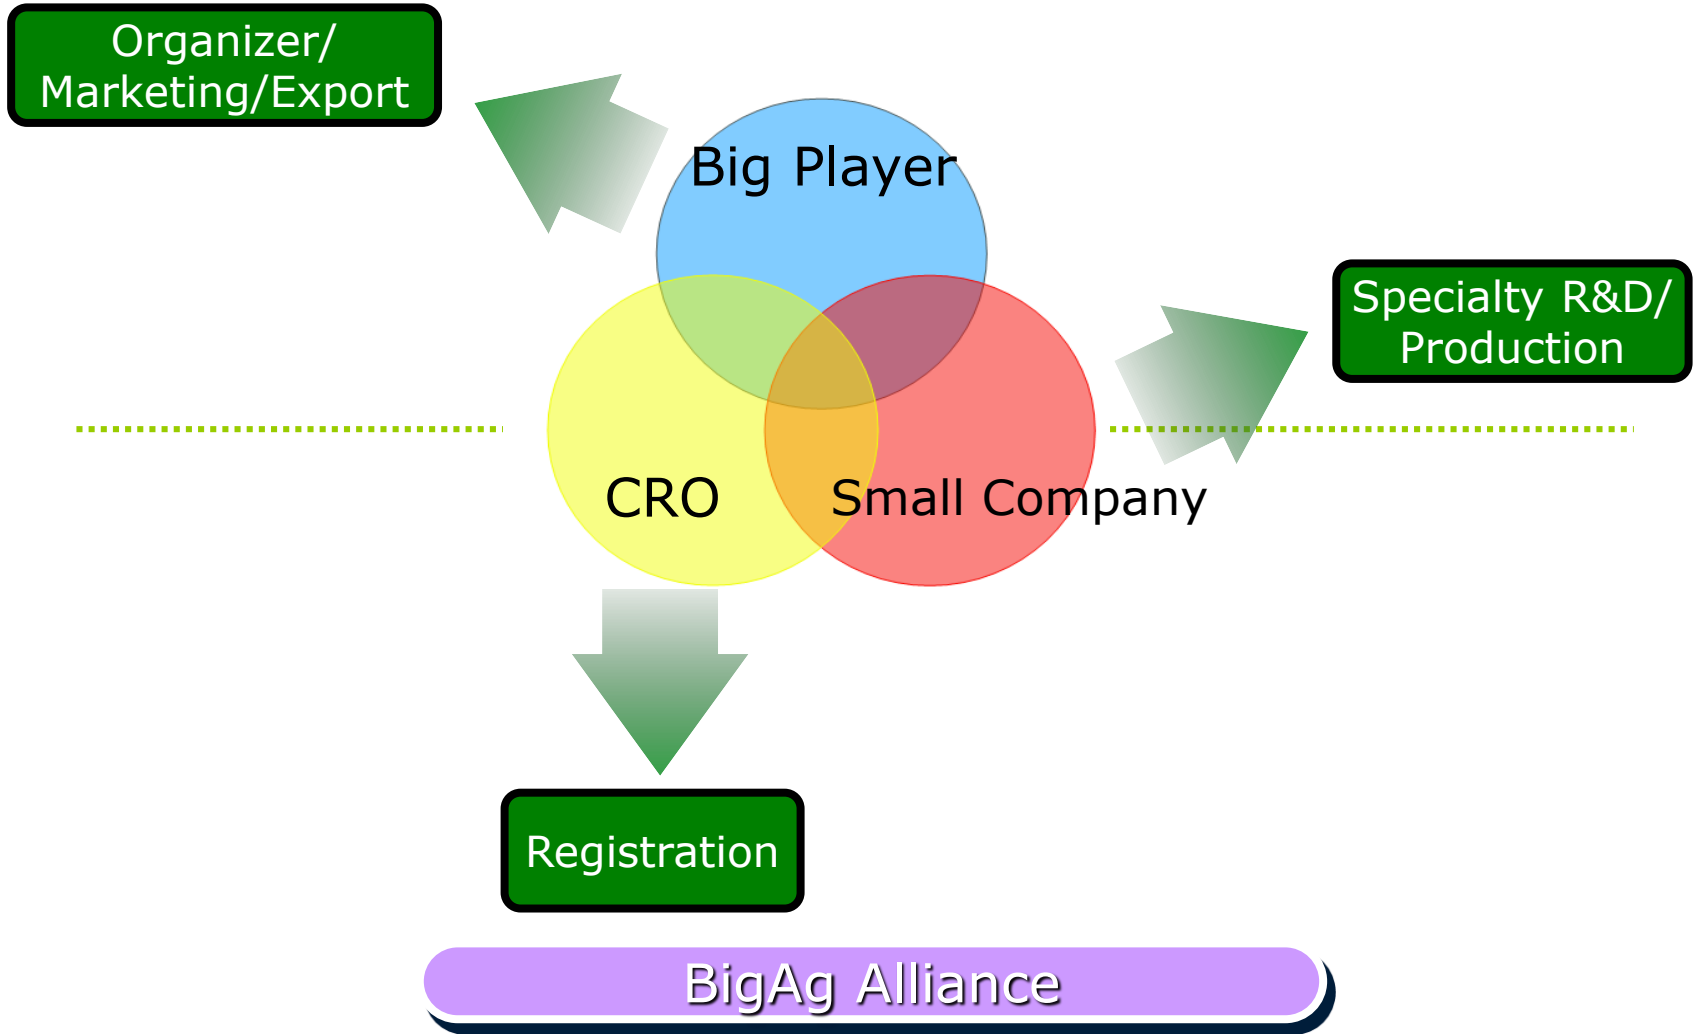 Organizer/
Marketing/Export
Big Player
Specialty R&D/
Production
CRO
Small Company
Registration
BigAg Alliance